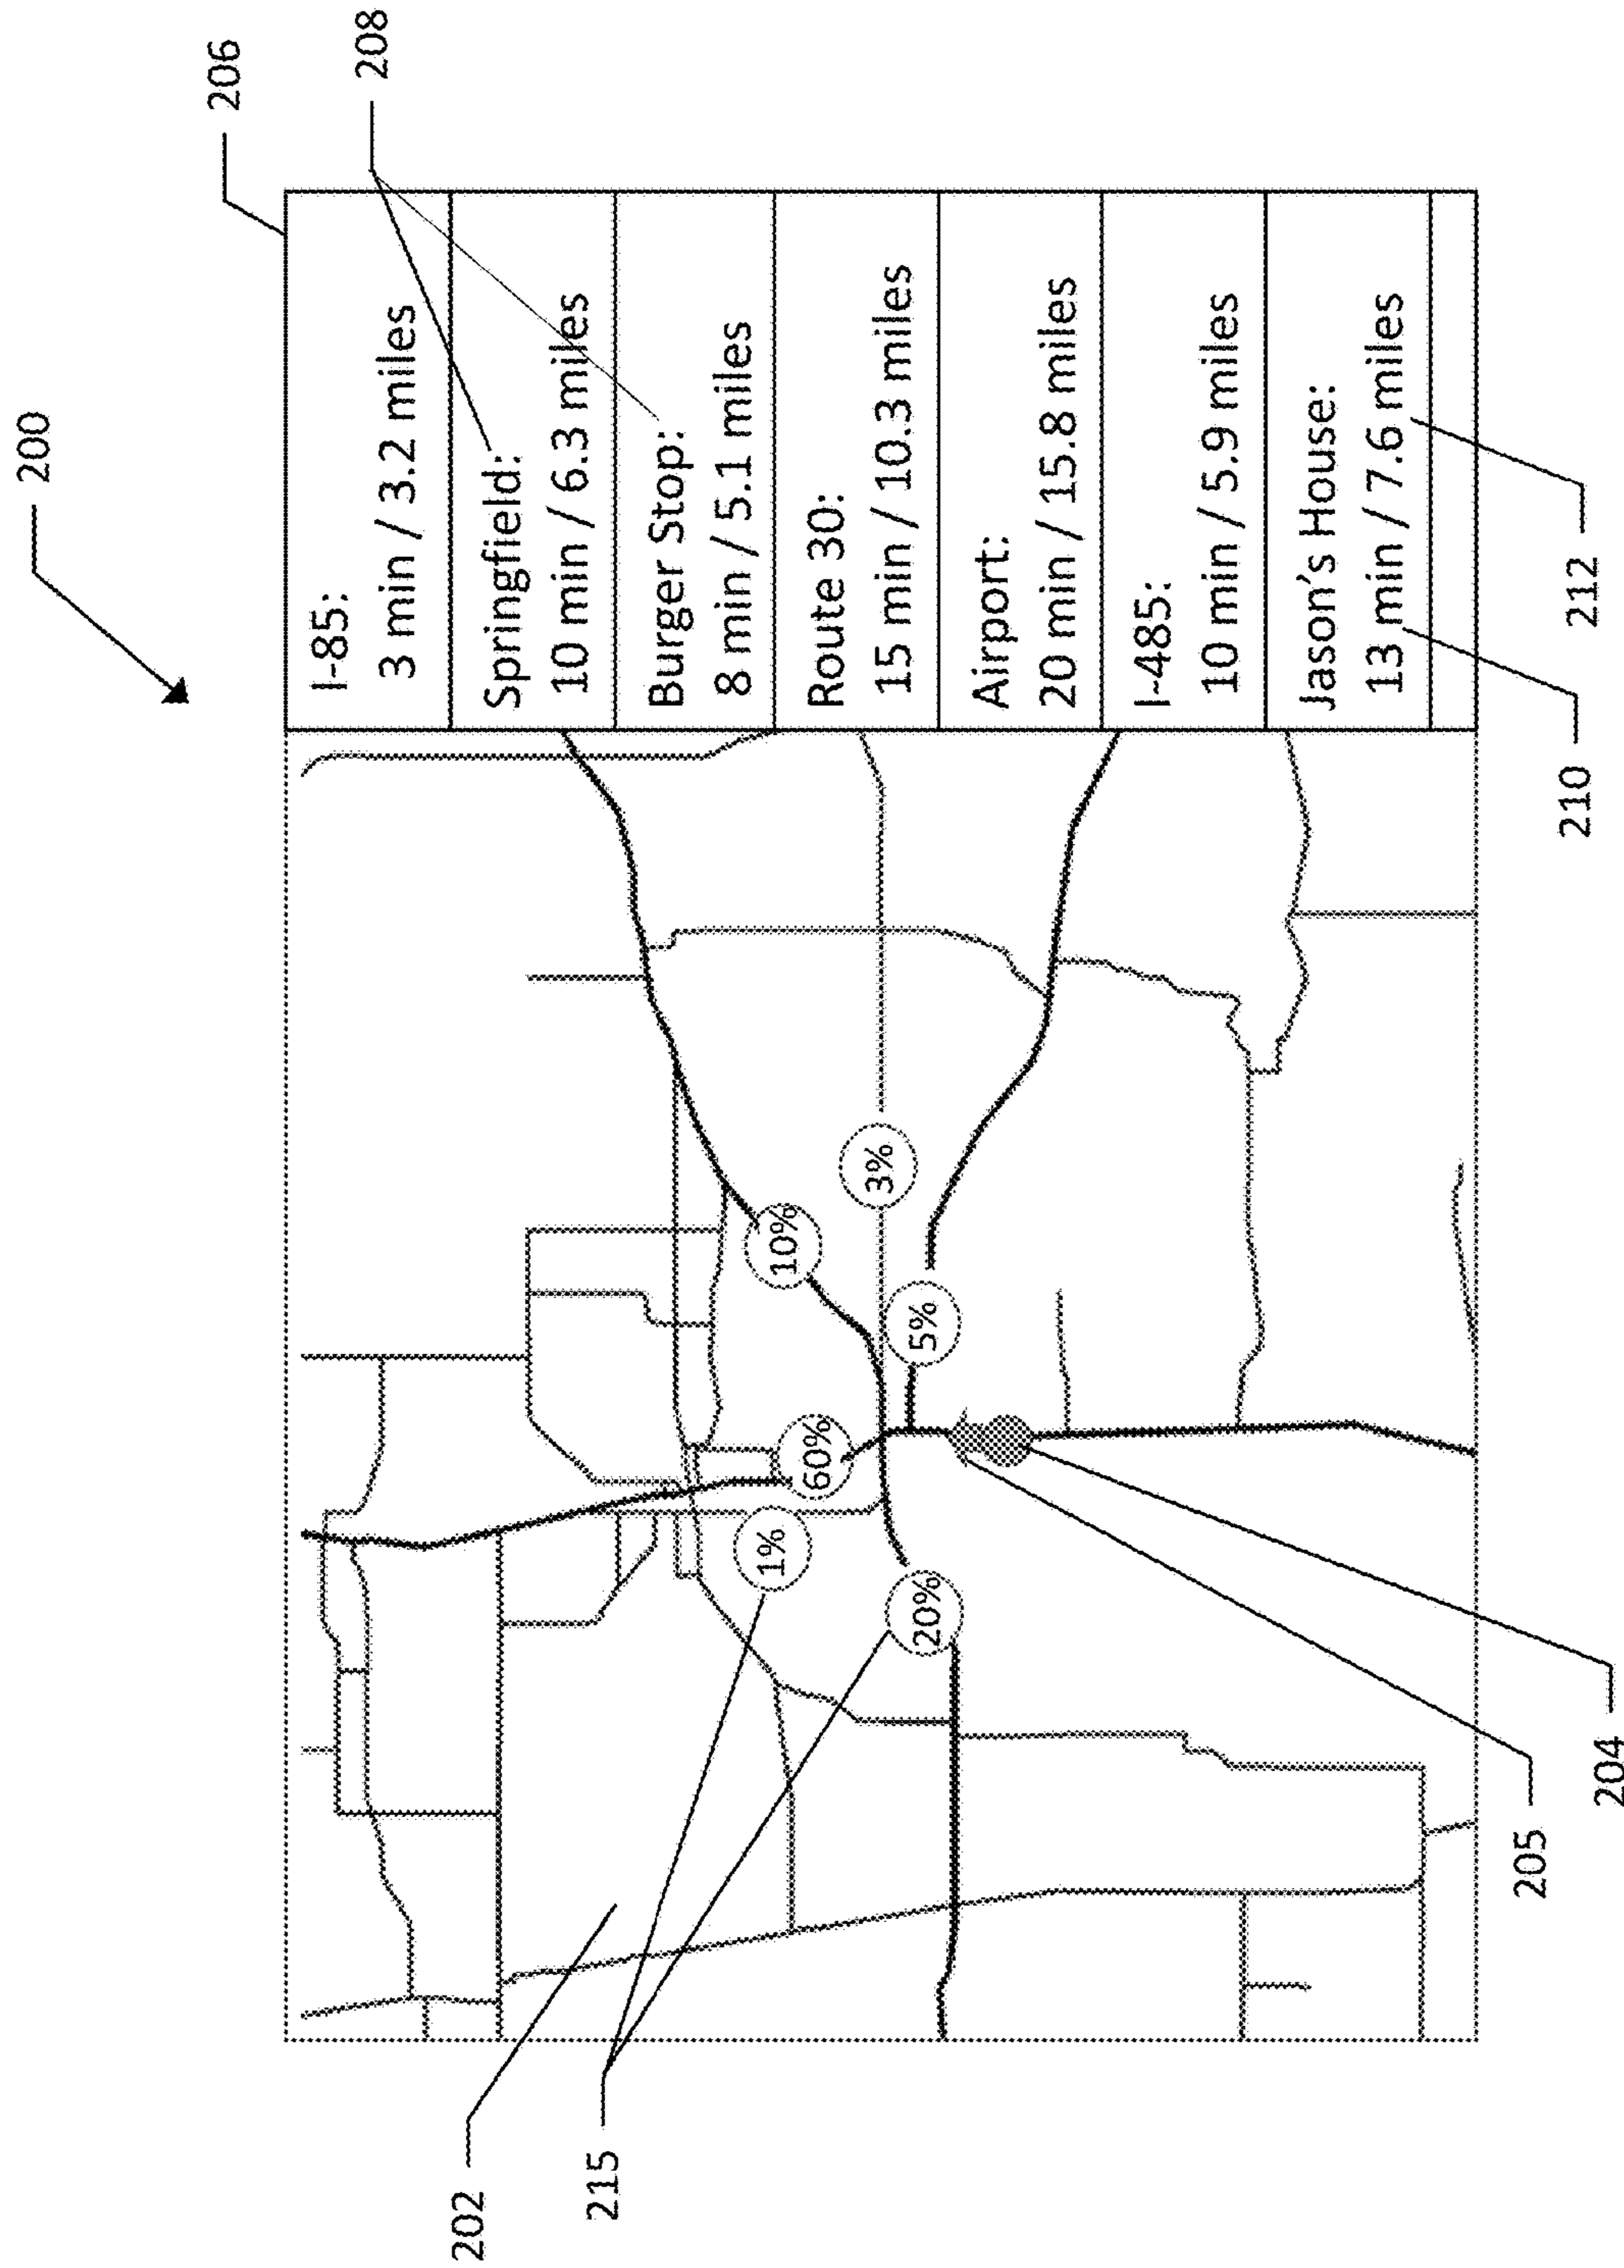 200
206
208
I-85:
3 min / 3.2 miles
Springfield:
10 min / 6.3 miles
Burger Stop:
8 min / 5.1 miles
Route 30:
15 min / 10.3 miles
Airport:
20 min / 15.8 miles
I-485:
10 min / 5.9 miles
Jason's House:
13 min / 7.6 miles
202
215
1%
60%
10%
20%
5%
3%
205
204
210
212